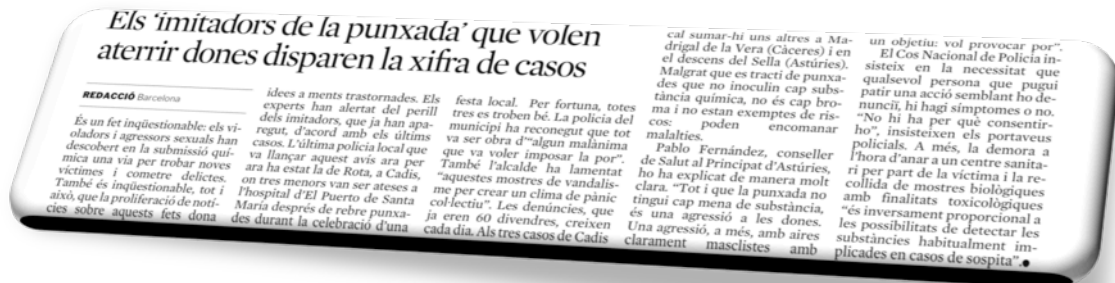 Els 'imitadors de la punxada' que volen
aterrir dones disparen la xifra de casos
REDACCIÓ Barcelona
És un fet inqüestionable: els vi-
oladors i agressors sexuals han
descobert en la submissió quí-
mica una via per trobar noves
víctimes i cometre delictes.
També és inqüestionable, tot i
això, que la proliferació de notí-
cies sobre aquests fets dona
idees a ments trastornades. Els
experts han alertat del perill
dels imitadors, que ja han apa-
regut, d'acord amb els últims
casos. L'última policia local que
va llançar aquest avís ara per
ara ha estat la de Rota, a Cadis,
on tres menors van ser ateses a
l'hospital d'El Puerto de Santa
María després de rebre punxa-
des durant la celebració d'una
festa local. Per fortuna, totes
tres es troben bé. La policia del
municipi ha reconegut que tot
va ser obra d'"algun malànima
que va voler imposar la por".
També l'alcalde ha lamentat
"aquestes mostres de vandalis-
me per crear un clima de pànic
col·lectiu". Les denúncies, que
ja eren 60 divendres, creixen
cada dia. Als tres casos de Cadis
cal sumar-hi uns altres a Ma-
drigal de la Vera (Càceres) i en
el descens del Sella (Astúries).
Malgrat que es tracti de punxa-
des que no inoculin cap subs-
tància química, no és cap bro-
ma i no estan exemptes de ris-
cos: poden encomanar
malalties.
Pablo Fernández, conseller
de Salut al Principat d'Astúries,
ho ha explicat de manera molt
clara. "Tot i que la punxada no
tingui cap mena de substància,
és una agressió a les dones.
Una agressió, a més, amb aires
clarament masclistes amb
un objetiu: vol provocar por".
El Cos Nacional de Policia in-
sisteix en la necessitat que
qualsevol persona que pugui
patir una acció semblant ho de-
nunciï, hi hagi símptomes o no.
"No hi ha per què consentir-
ho", insisteixen els portaveus
policials. A més, la demora a
l'hora d'anar a un centre sanita-
ri per part de la víctima i la re-
collida de mostres biològiques
amb finalitats toxicològiques
"és inversament proporcional a
les possibilitats de detectar les
substàncies habitualment im-
plicades en casos de sospita".●